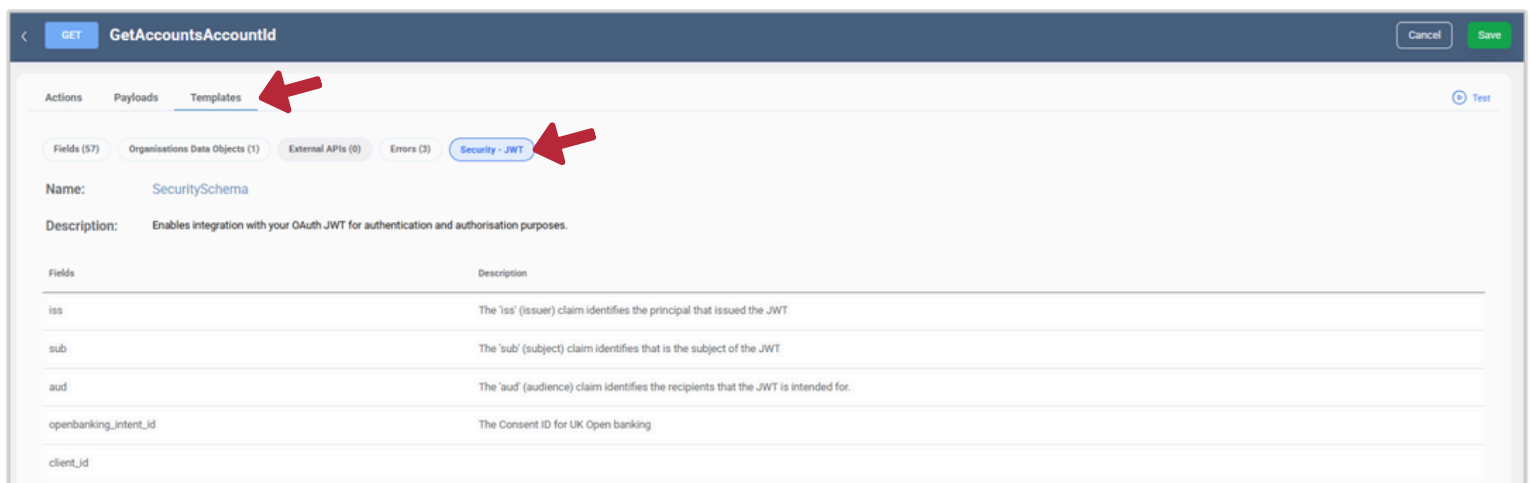 GET GetAccountsAccountId Cancel Save
Actions Payloads Templates Test
Fields (57) Organisations Data Objects (1) External APIs (0) Errors (3) Security - JWT
Name: SecuritySchema
Description: Enables integration with your OAuth JWT for authentication and authorisation purposes.
Fields Description
iss The 'iss' (issuer) claim identifies the principal that issued the JWT
sub The 'sub' (subject) claim identifies that is the subject of the JWT
aud The 'aud' (audience) claim identifies the recipients that the JWT is intended for.
openbanking_intent_id The Consent ID for UK Open banking
client_id